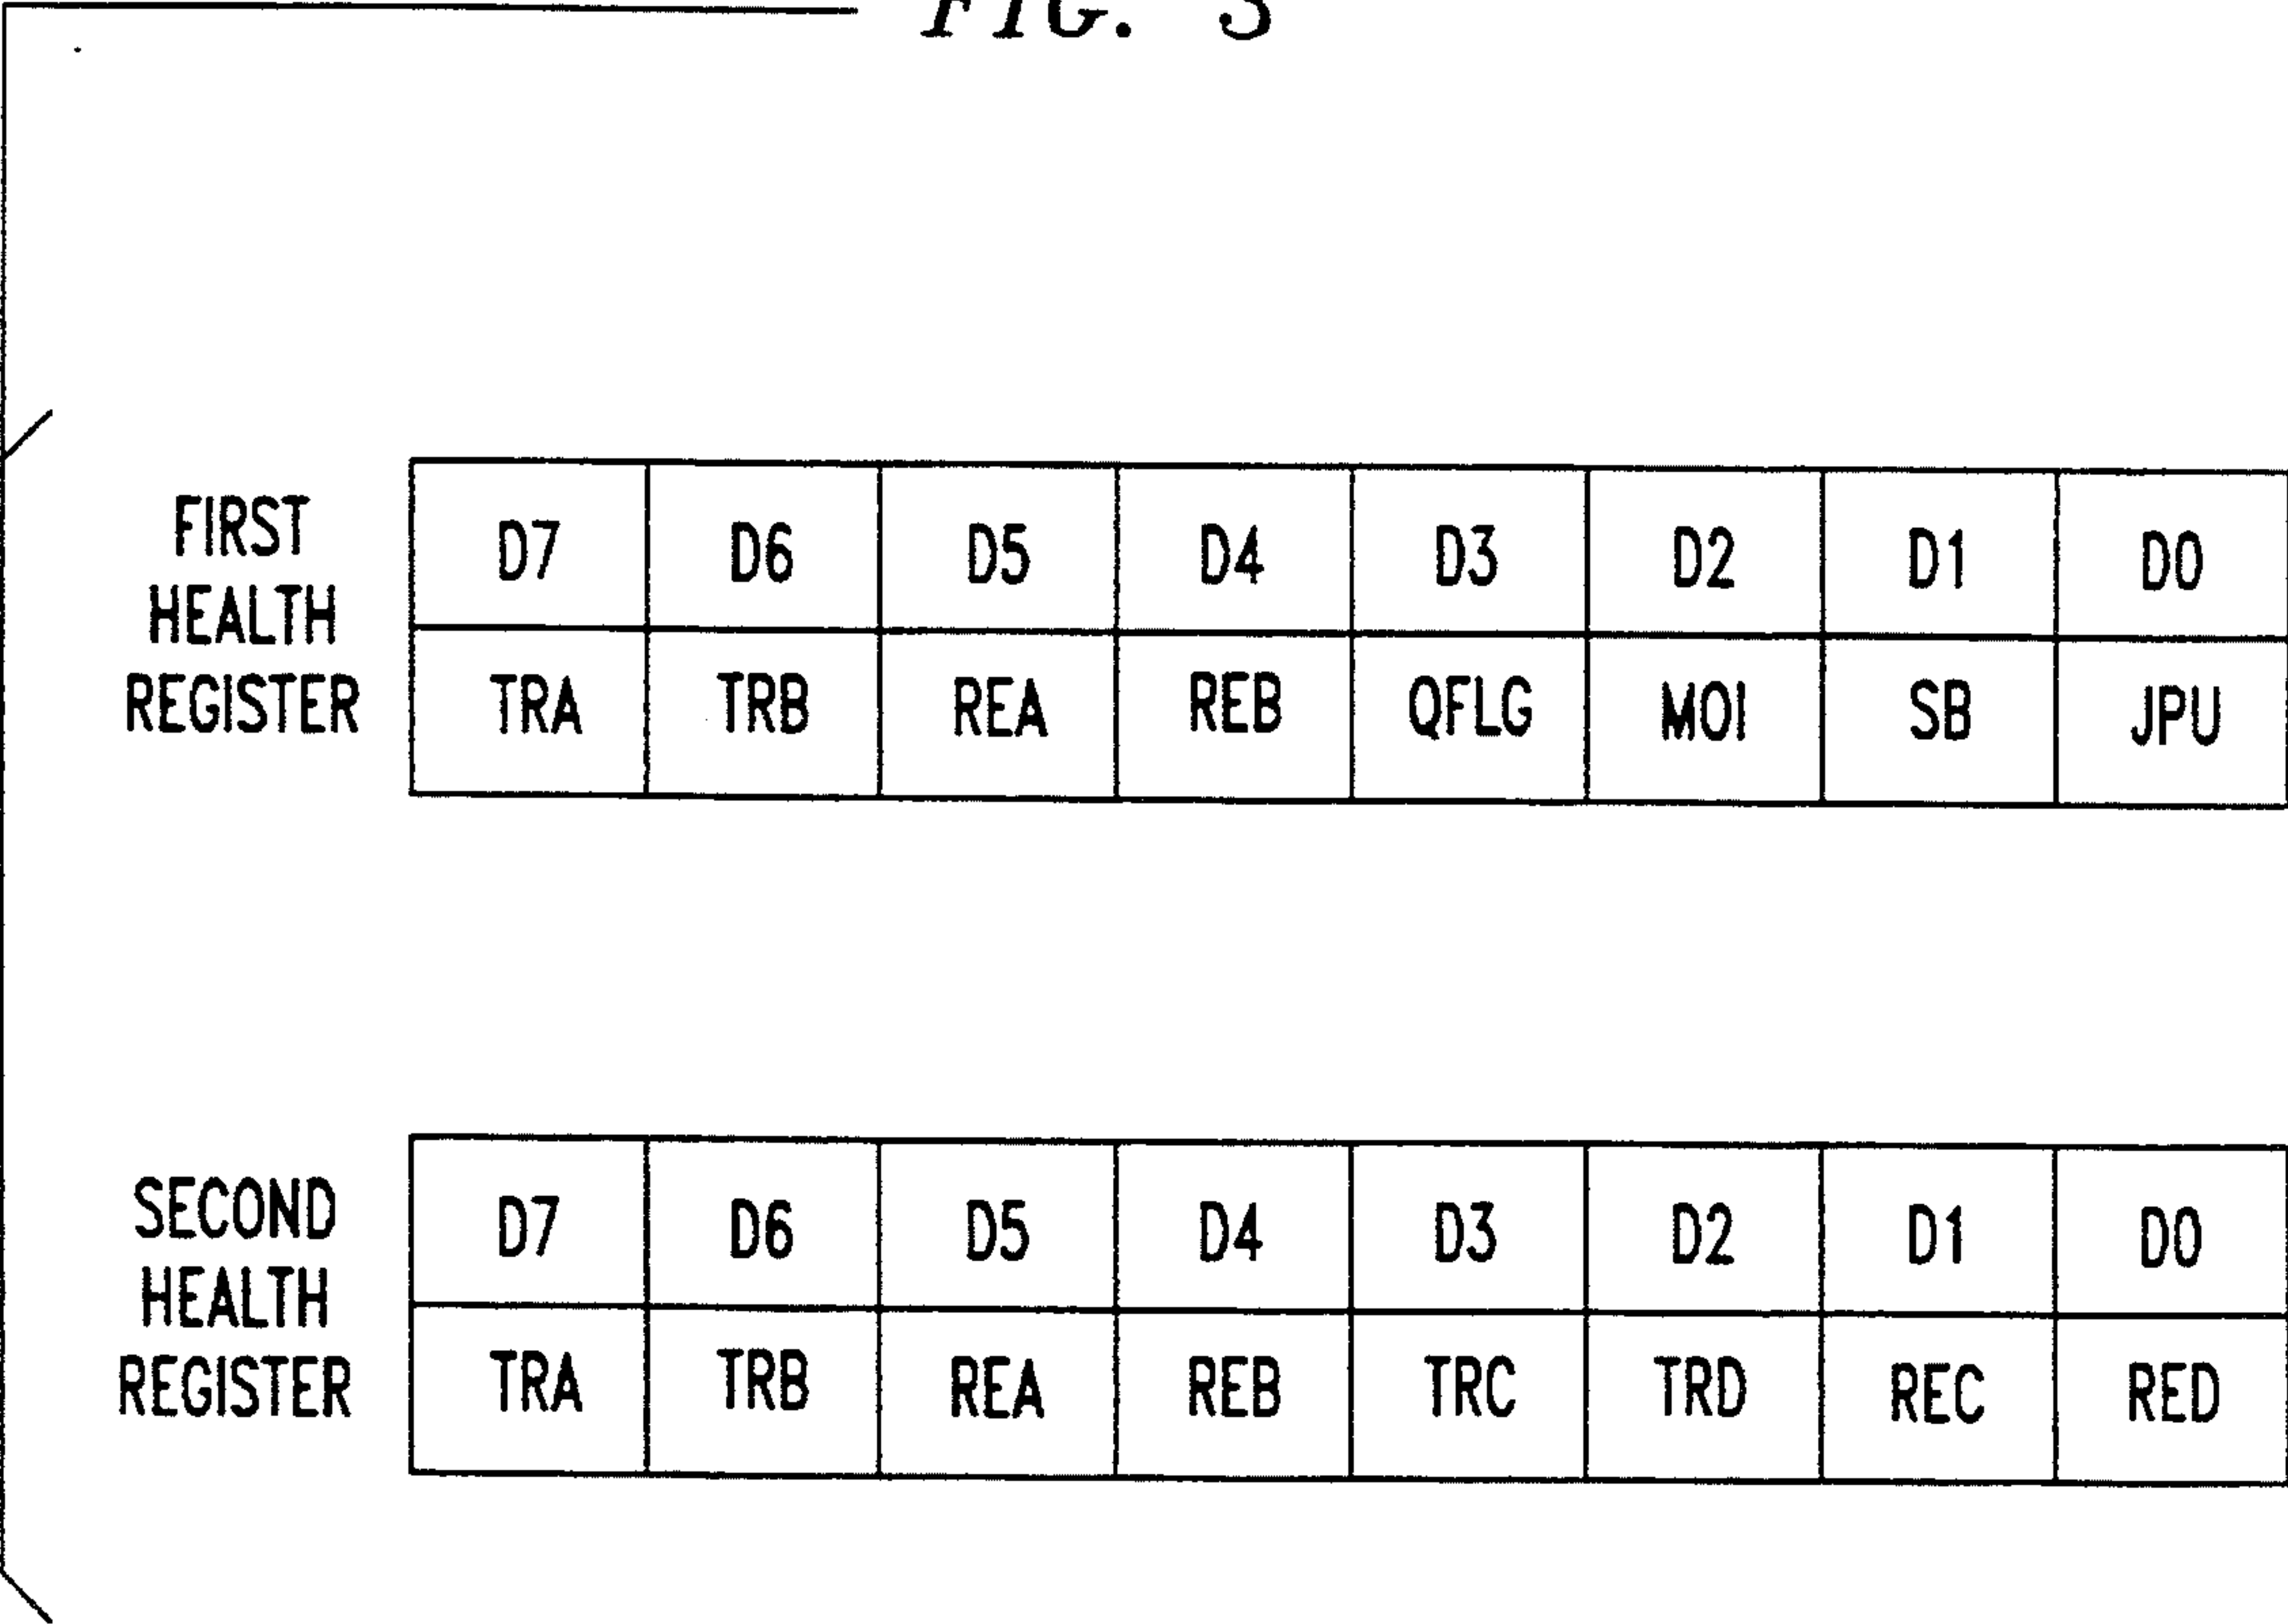 FIG. 3
FIRST
HEALTH
REGISTER
D7 D6 D5 D4 D3 D2 D1 D0
TRA TRB REA REB QFLG MOI SB JPU
SECOND
HEALTH
REGISTER
D7 D6 D5 D4 D3 D2 D1 D0
TRA TRB REA REB TRC TRD REC RED